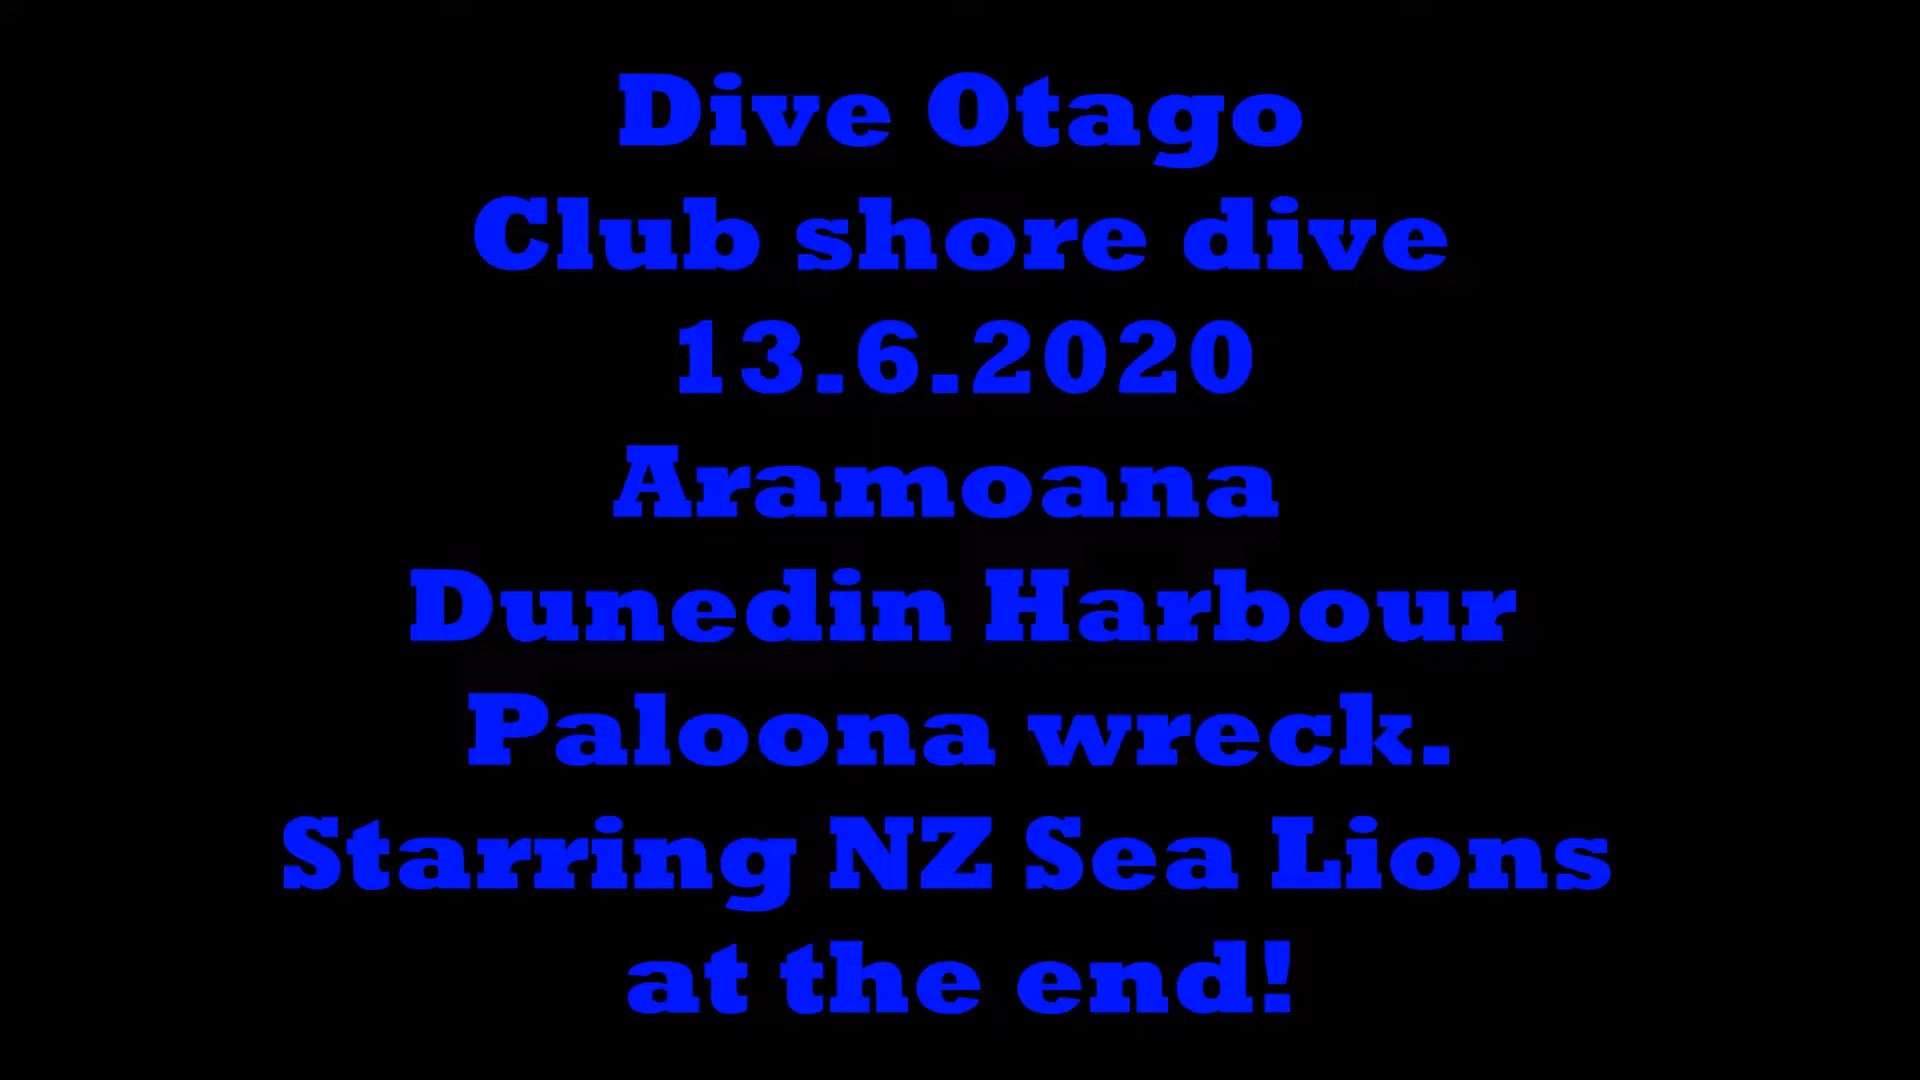 Dive Otago
Club shore dive
13.6.2020
Aramoana
Dunedin Harbour
Paloona wreck.
Starring NZ Sea Lions
at the end!